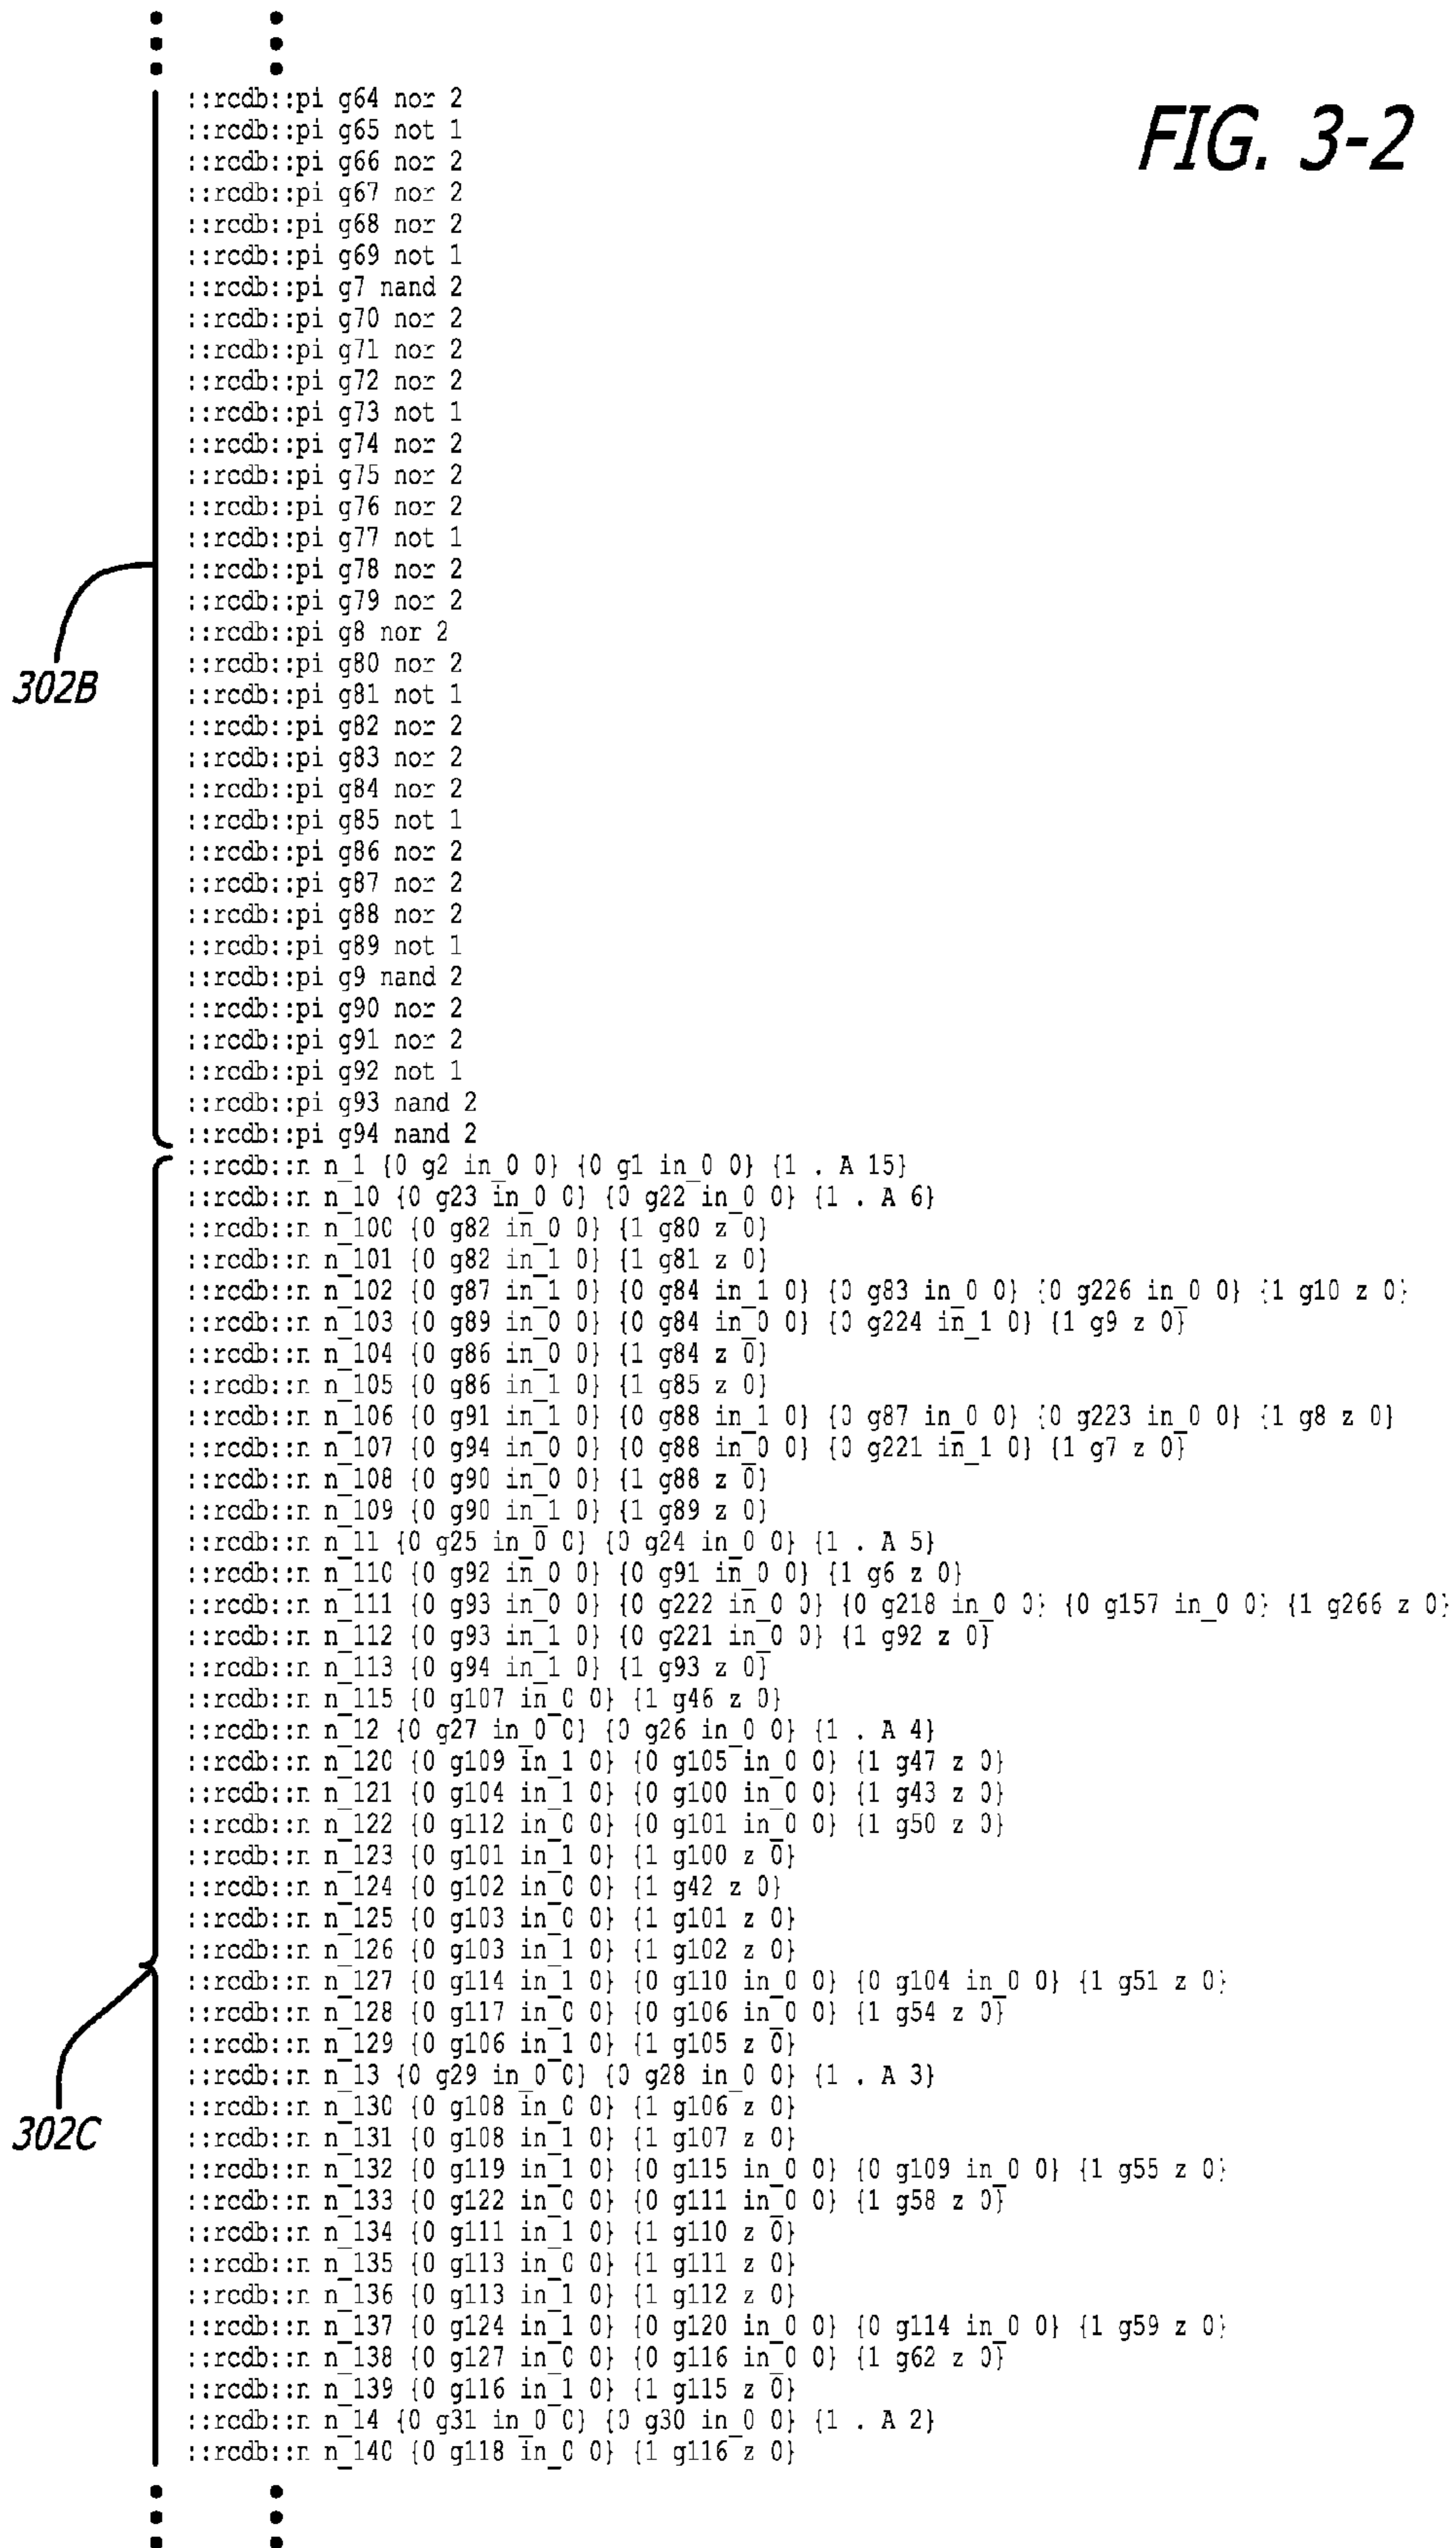 FIG. 3-2
::rcdb::pi g64 nor 2
::rcdb::pi g65 not 1
::rcdb::pi g66 nor 2
::rcdb::pi g67 nor 2
::rcdb::pi g68 nor 2
::rcdb::pi g69 not 1
::rcdb::pi g7 nand 2
::rcdb::pi g70 nor 2
::rcdb::pi g71 nor 2
::rcdb::pi g72 nor 2
::rcdb::pi g73 not 1
::rcdb::pi g74 nor 2
::rcdb::pi g75 nor 2
::rcdb::pi g76 nor 2
::rcdb::pi g77 not 1
::rcdb::pi g78 nor 2
::rcdb::pi g79 nor 2
::rcdb::pi g8 nor 2
::rcdb::pi g80 nor 2
302B
::rcdb::pi g81 not 1
::rcdb::pi g82 nor 2
::rcdb::pi g83 nor 2
::rcdb::pi g84 nor 2
::rcdb::pi g85 not 1
::rcdb::pi g86 nor 2
::rcdb::pi g87 nor 2
::rcdb::pi g88 nor 2
::rcdb::pi g89 not 1
::rcdb::pi g9 nand 2
::rcdb::pi g90 nor 2
::rcdb::pi g91 nor 2
::rcdb::pi g92 not 1
::rcdb::pi g93 nand 2
::rcdb::pi g94 nand 2
::rcdb::n n_1 {0 g2 in_0 0} {0 g1 in_0 0} {1 . A 15}
::rcdb::n n_10 {0 g23 in_0 0} {0 g22 in_0 0} {1 . A 6}
::rcdb::n n_100 {0 g82 in_0 0} {1 g80 z 0}
::rcdb::n n_101 {0 g82 in_1 0} {1 g81 z 0}
::rcdb::n n_102 {0 g87 in_1 0} {0 g84 in_1 0} {0 g83 in_0 0} {0 g226 in_0 0} {1 g10 z 0}
::rcdb::n n_103 {0 g89 in_0 0} {0 g84 in_0 0} {0 g224 in_1 0} {1 g9 z 0}
::rcdb::n n_104 {0 g86 in_0 0} {1 g84 z 0}
::rcdb::n n_105 {0 g86 in_1 0} {1 g85 z 0}
::rcdb::n n_106 {0 g91 in_1 0} {0 g88 in_1 0} {0 g87 in_0 0} {0 g223 in_0 0} {1 g8 z 0}
::rcdb::n n_107 {0 g94 in_0 0} {0 g88 in_0 0} {0 g221 in_1 0} {1 g7 z 0}
::rcdb::n n_108 {0 g90 in_0 0} {1 g88 z 0}
::rcdb::n n_109 {0 g90 in_1 0} {1 g89 z 0}
::rcdb::n n_11 {0 g25 in_0 0} {0 g24 in_0 0} {1 . A 5}
::rcdb::n n_110 {0 g92 in_0 0} {0 g91 in_0 0} {1 g6 z 0}
::rcdb::n n_111 {0 g93 in_0 0} {0 g222 in_0 0} {0 g218 in_0 0} {0 g157 in_0 0} {1 g266 z 0}
::rcdb::n n_112 {0 g93 in_1 0} {0 g221 in_0 0} {1 g92 z 0}
::rcdb::n n_113 {0 g94 in_1 0} {1 g93 z 0}
::rcdb::n n_115 {0 g107 in_0 0} {1 g46 z 0}
::rcdb::n n_12 {0 g27 in_0 0} {0 g26 in_0 0} {1 . A 4}
::rcdb::n n_120 {0 g109 in_1 0} {0 g105 in_0 0} {1 g47 z 0}
::rcdb::n n_121 {0 g104 in_1 0} {0 g100 in_0 0} {1 g43 z 0}
::rcdb::n n_122 {0 g112 in_0 0} {0 g101 in_0 0} {1 g50 z 0}
::rcdb::n n_123 {0 g101 in_1 0} {1 g100 z 0}
::rcdb::n n_124 {0 g102 in_0 0} {1 g42 z 0}
::rcdb::n n_125 {0 g103 in_0 0} {1 g101 z 0}
::rcdb::n n_126 {0 g103 in_1 0} {1 g102 z 0}
::rcdb::n n_127 {0 g114 in_1 0} {0 g110 in_0 0} {0 g104 in_0 0} {1 g51 z 0}
::rcdb::n n_128 {0 g117 in_0 0} {0 g106 in_0 0} {1 g54 z 0}
::rcdb::n n_129 {0 g106 in_1 0} {1 g105 z 0}
::rcdb::n n_13 {0 g29 in_0 0} {0 g28 in_0 0} {1 . A 3}
::rcdb::n n_130 {0 g108 in_0 0} {1 g106 z 0}
302C
::rcdb::n n_131 {0 g108 in_1 0} {1 g107 z 0}
::rcdb::n n_132 {0 g119 in_1 0} {0 g115 in_0 0} {0 g109 in_0 0} {1 g55 z 0}
::rcdb::n n_133 {0 g122 in_0 0} {0 g111 in_0 0} {1 g58 z 0}
::rcdb::n n_134 {0 g111 in_1 0} {1 g110 z 0}
::rcdb::n n_135 {0 g113 in_0 0} {1 g111 z 0}
::rcdb::n n_136 {0 g113 in_1 0} {1 g112 z 0}
::rcdb::n n_137 {0 g124 in_1 0} {0 g120 in_0 0} {0 g114 in_0 0} {1 g59 z 0}
::rcdb::n n_138 {0 g127 in_0 0} {0 g116 in_0 0} {1 g62 z 0}
::rcdb::n n_139 {0 g116 in_1 0} {1 g115 z 0}
::rcdb::n n_14 {0 g31 in_0 0} {0 g30 in_0 0} {1 . A 2}
::rcdb::n n_140 {0 g118 in_0 0} {1 g116 z 0}